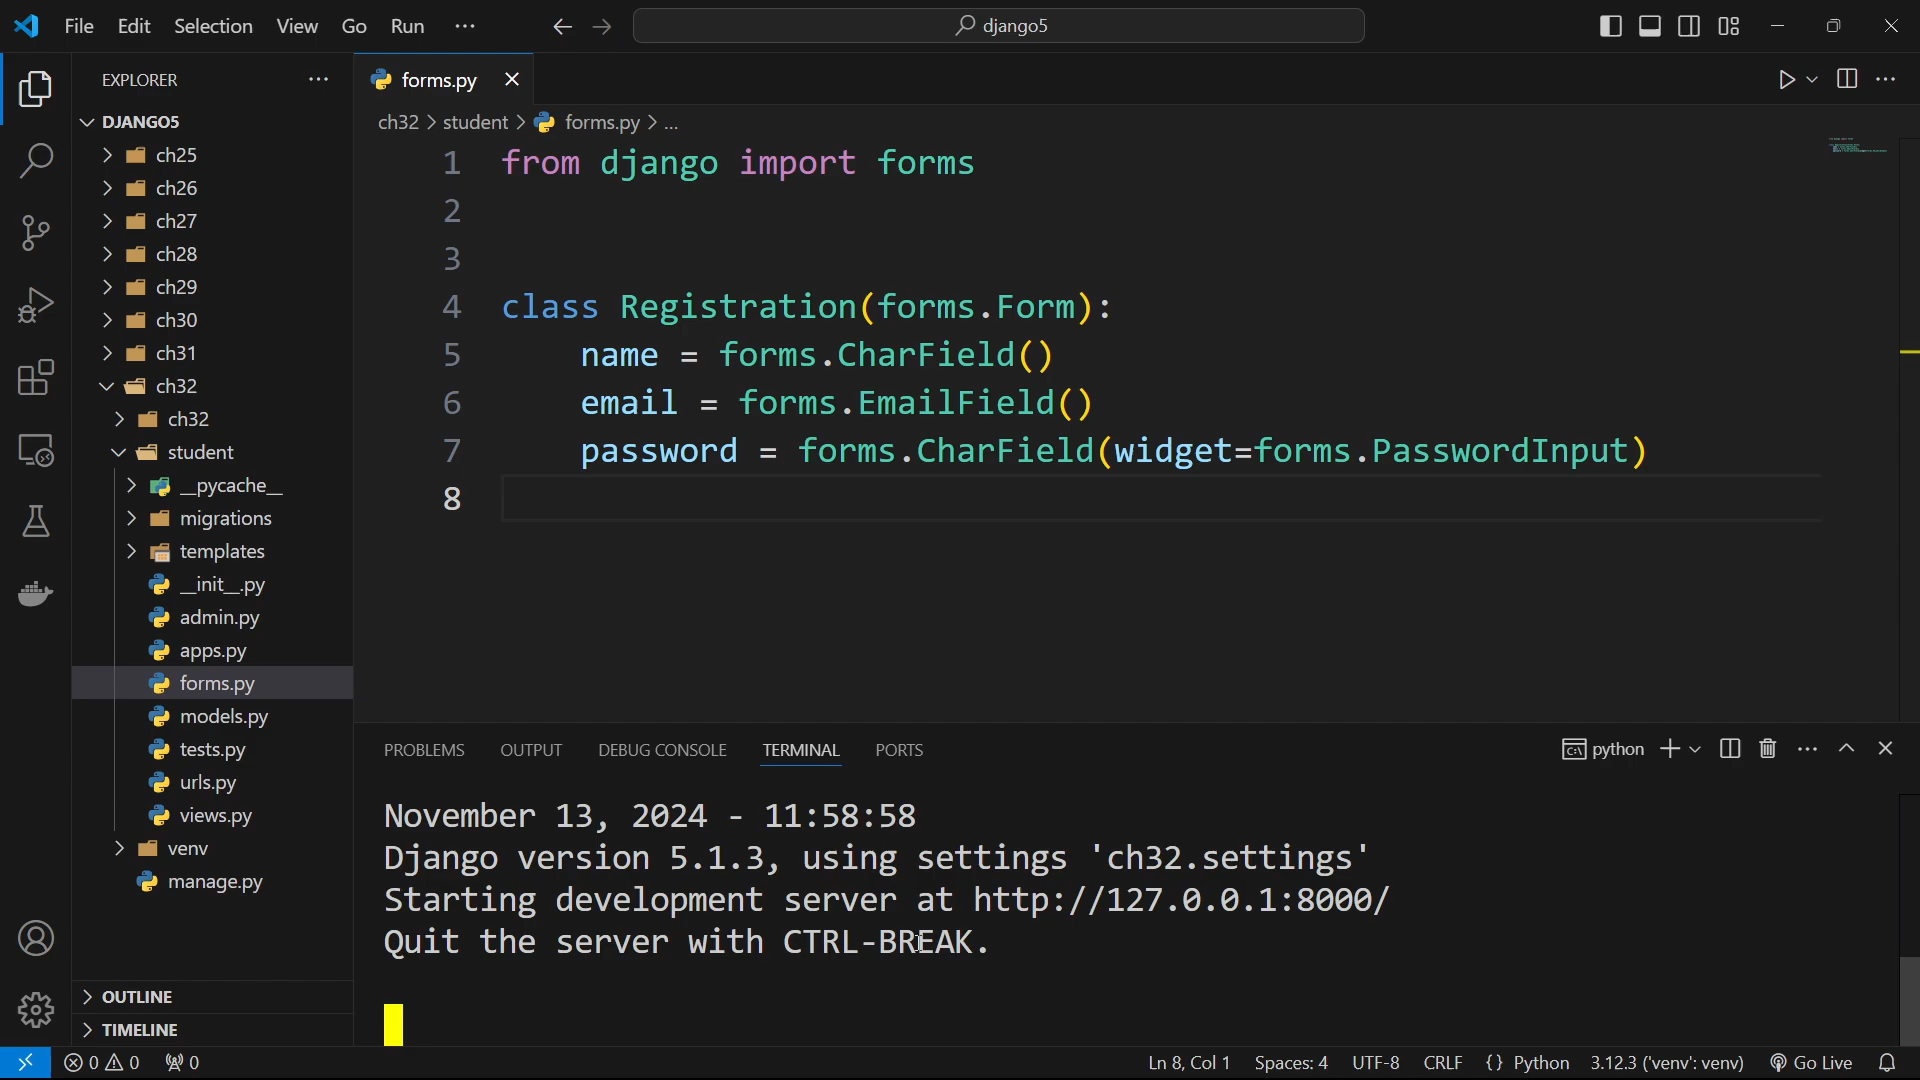 File Edit Selection View Go Run ··· django5
EXPLORER ···
DJANGO5
ch25
ch26
ch27
ch28
ch29
ch30
ch31
ch32
ch32
student
__pycache__
migrations
templates
__init__.py
admin.py
apps.py
forms.py
models.py
tests.py
urls.py
views.py
venv
manage.py
OUTLINE
TIMELINE
forms.py
ch32 > student > forms.py > ...
1 from django import forms
2
3
4 class Registration(forms.Form):
5 name = forms.CharField()
6 email = forms.EmailField()
7 password = forms.CharField(widget=forms.PasswordInput)
8
PROBLEMS OUTPUT DEBUG CONSOLE TERMINAL PORTS python
November 13, 2024 - 11:58:58
Django version 5.1.3, using settings 'ch32.settings'
Starting development server at http://127.0.0.1:8000/
Quit the server with CTRL-BREAK.
0 0 0 Ln 8, Col 1 Spaces: 4 UTF-8 CRLF {} Python 3.12.3 ('venv': venv) Go Live